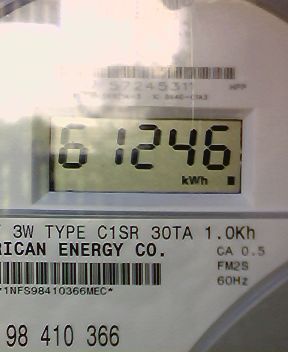 5724531
61246
kWh
3W TYPE C1SR 30TA 1.0Kh
RICAN ENERGY CO.
CA 0.5
FM2S
60Hz
*1NFS98410366MEC*
98 410 366